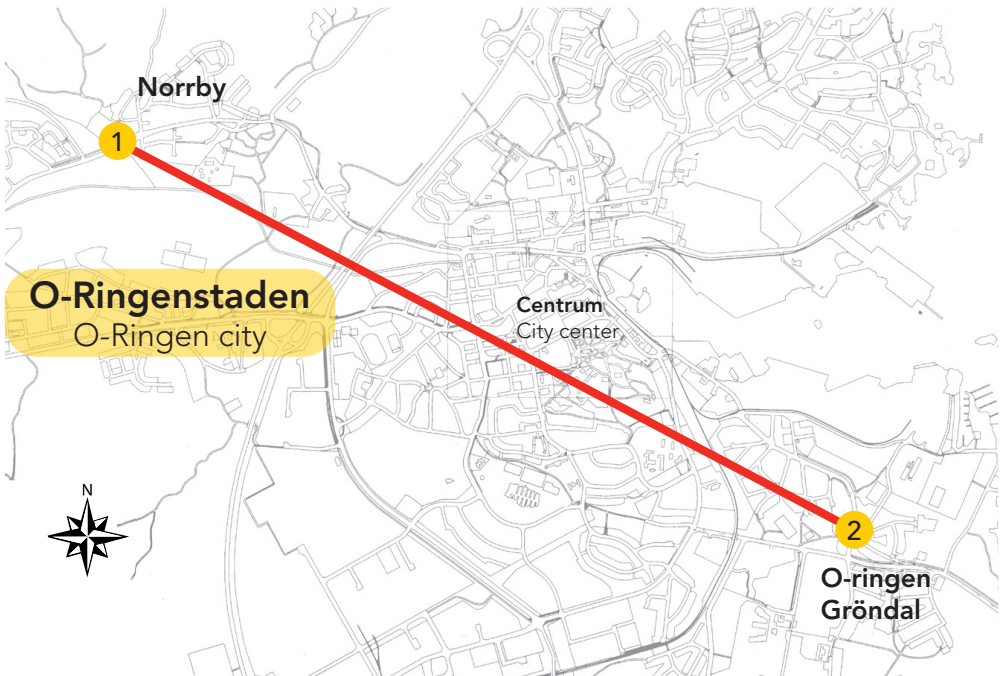 Norrby
1
O-Ringenstaden
O-Ringen city
Centrum
City center
N
2
O-ringen
Gröndal